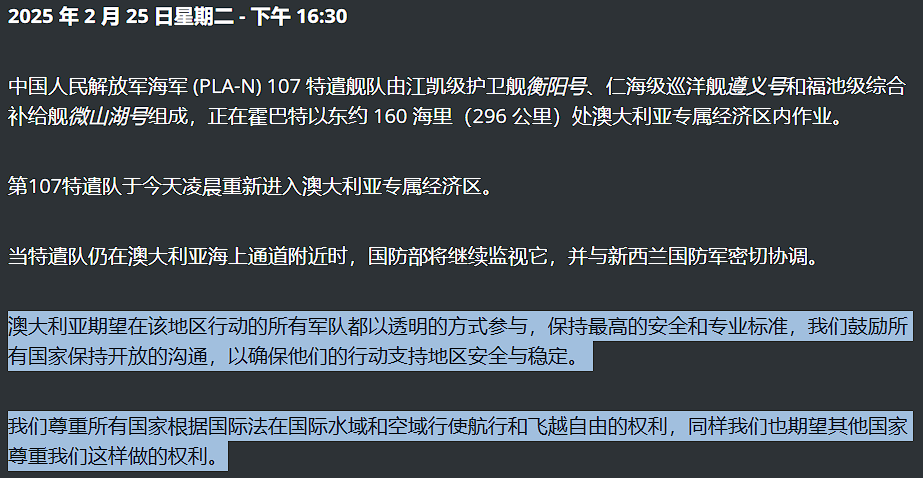 2025 年 2 月 25 日星期二 - 下午 16:30
中国人民解放军海军 (PLA-N) 107 特遣舰队由江凯级护卫舰衡阳号、仁海级巡洋舰遵义号和福池级综合
补给舰微山湖号组成，正在霍巴特以东约 160 海里（296 公里）处澳大利亚专属经济区内作业。
第107特遣队于今天凌晨重新进入澳大利亚专属经济区。
当特遣队仍在澳大利亚海上通道附近时，国防部将继续监视它，并与新西兰国防军密切协调。
澳大利亚期望在该地区行动的所有军队都以透明的方式参与，保持最高的安全和专业标准，我们鼓励所
有国家保持开放的沟通，以确保他们的行动支持地区安全与稳定。
我们尊重所有国家根据国际法在国际水域和空域行使航行和飞越自由的权利，同样我们也期望其他国家
尊重我们这样做的权利。